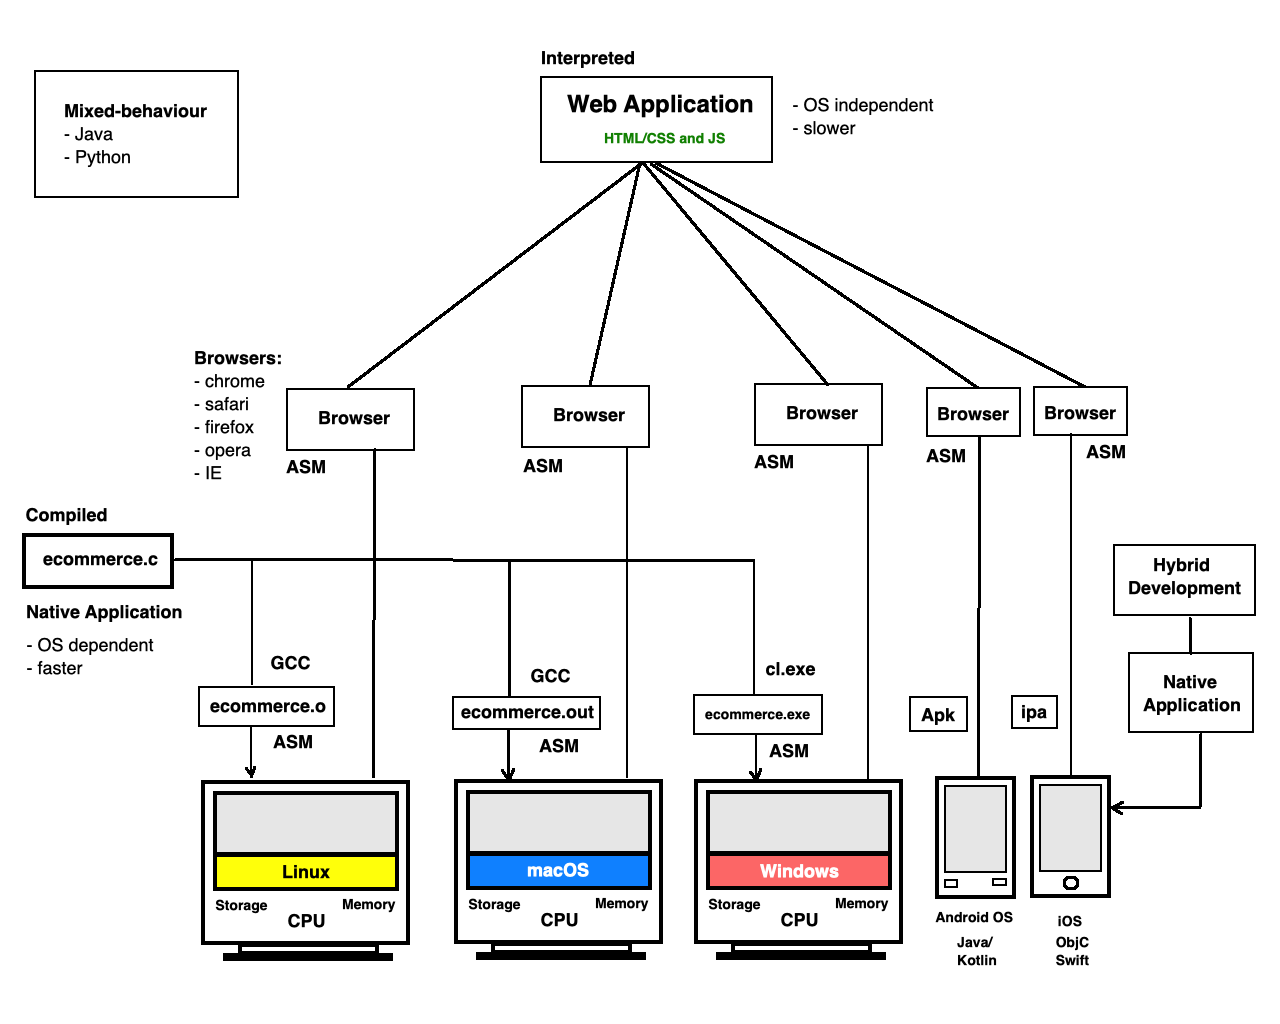 Interpreted
Mixed-behaviour
- Java
- Python
Web Application
HTML/CSS and JS
- OS independent
- slower
Browsers:
- chrome
- safari
- firefox
- opera
- IE
Browser
ASM
Browser
ASM
Browser
ASM
Browser
ASM
Browser
ASM
Compiled
ecommerce.c
Native Application
- OS dependent
- faster
GCC
ecommerce.o
ASM
GCC
ecommerce.out
ASM
cl.exe
ecommerce.exe
ASM
Apk
ipa
Hybrid
Development
Native
Application
Linux
Storage
Memory
CPU
macOS
Storage
Memory
CPU
Windows
Storage
Memory
CPU
Android OS
Java/
Kotlin
iOS
ObjC
Swift